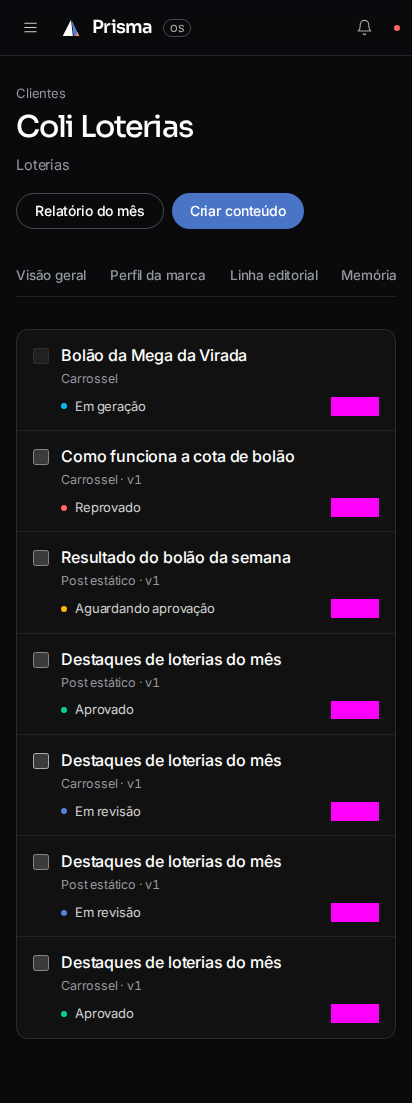 Prisma OS
Clientes
Coli Loterias
Loterias
Relatório do mês Criar conteúdo
Visão geral Perfil da marca Linha editorial Memória
Bolão da Mega da Virada
Carrossel
Em geração
Como funciona a cota de bolão
Carrossel · v1
Reprovado
Resultado do bolão da semana
Post estático · v1
Aguardando aprovação
Destaques de loterias do mês
Post estático · v1
Aprovado
Destaques de loterias do mês
Carrossel · v1
Em revisão
Destaques de loterias do mês
Post estático · v1
Em revisão
Destaques de loterias do mês
Carrossel · v1
Aprovado